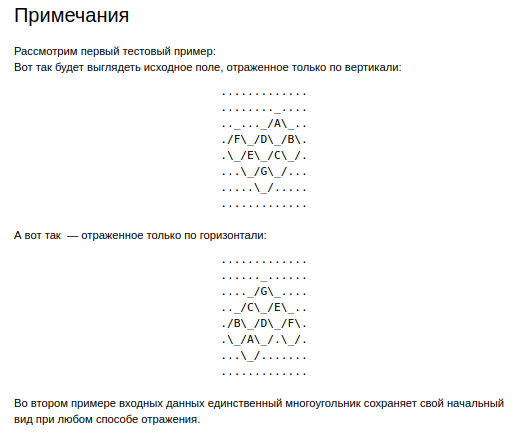 Примечания
Рассмотрим первый тестовый пример:
Вот так будет выглядеть исходное поле, отраженное только по вертикали:
.............
........_....
.._..._/A\_..
./F\_/D\_/B\.
.\_/E\_/C\_/.
...\_/G\_/...
.....\_/.....
.............
А вот так — отраженное только по горизонтали:
.............
......_......
...._/G\_....
.._/C\_/E\_..
./B\_/D\_/F\.
.\_/A\_/.\_/.
...\_/.......
.............
Во втором примере входных данных единственный многоугольник сохраняет свой начальный
вид при любом способе отражения.